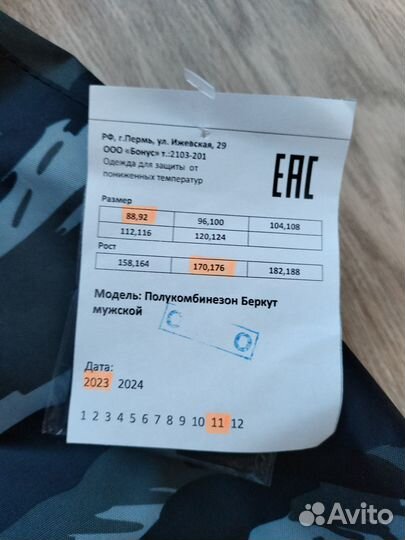 РФ, г.Пермь, ул. Ижевская, 29
ООО «Бонус» т.:2103-201
Одежда для защиты от
пониженных температур
EAC
Размер
88,92 96,100 104,108
112,116 120,124
Рост
158,164 170,176 182,188
Модель: Полукомбинезон Беркут
мужской
С О
Дата:
2023 2024
1 2 3 4 5 6 7 8 9 10 11 12
Avito